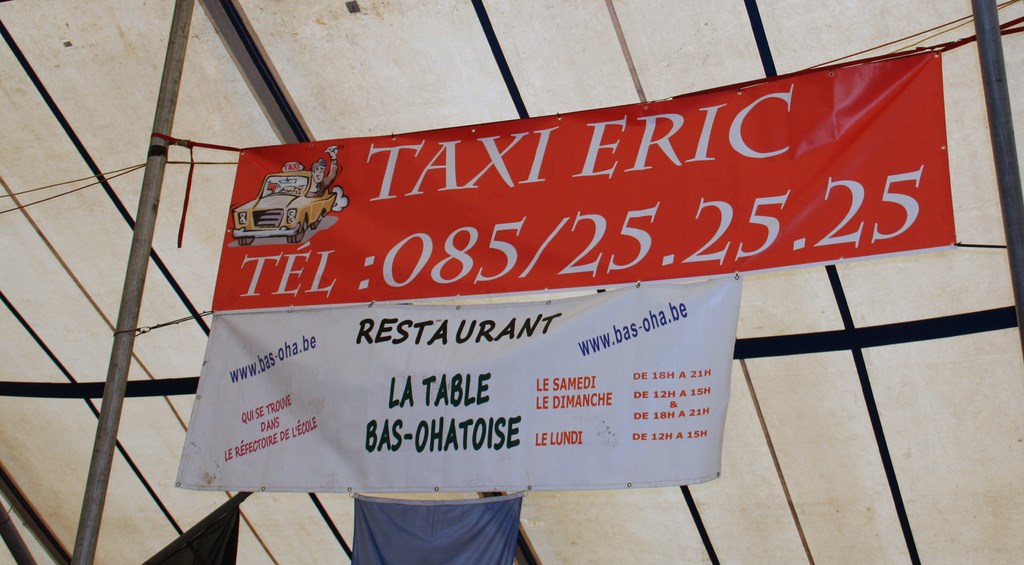 TAXI
TAXI ERIC
TÉL :085/25.25.25
www.bas-oha.be
RESTAURANT
www.bas-oha.be
QUI SE TROUVE
DANS
LE RÉFECTOIRE DE L'ÉCOLE
LA TABLE
BAS-OHATOISE
LE SAMEDI DE 18H A 21H
LE DIMANCHE DE 12H A 15H
&
DE 18H A 21H
LE LUNDI DE 12H A 15H